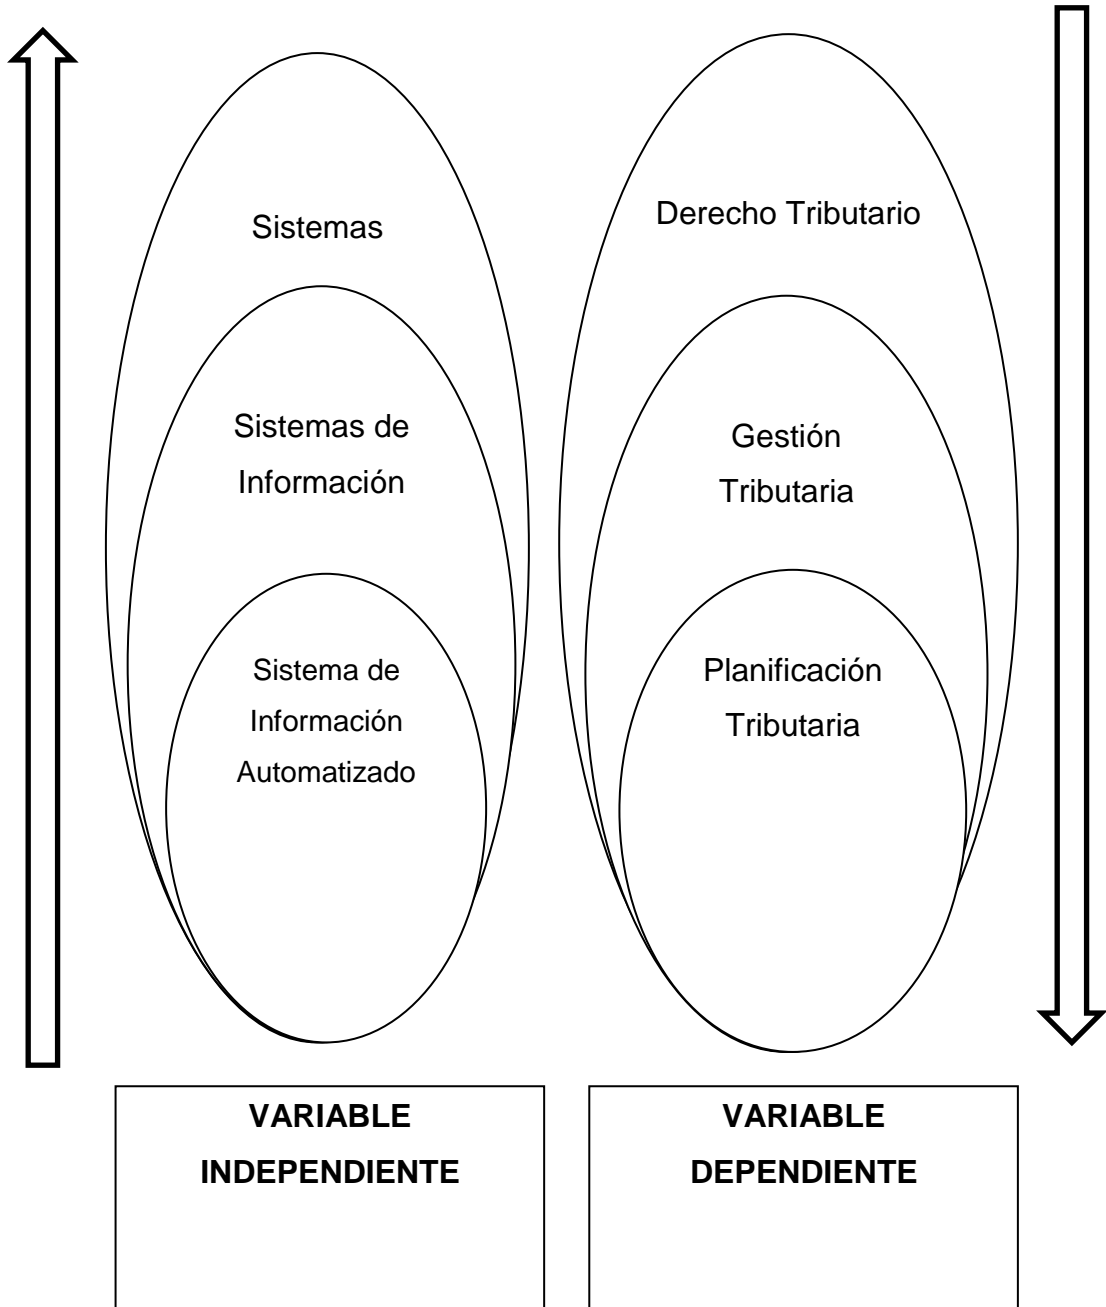 Sistemas
Sistemas de
Información
Sistema de
Información
Automatizado
Derecho Tributario
Gestión
Tributaria
Planificación
Tributaria
VARIABLE
INDEPENDIENTE
VARIABLE
DEPENDIENTE